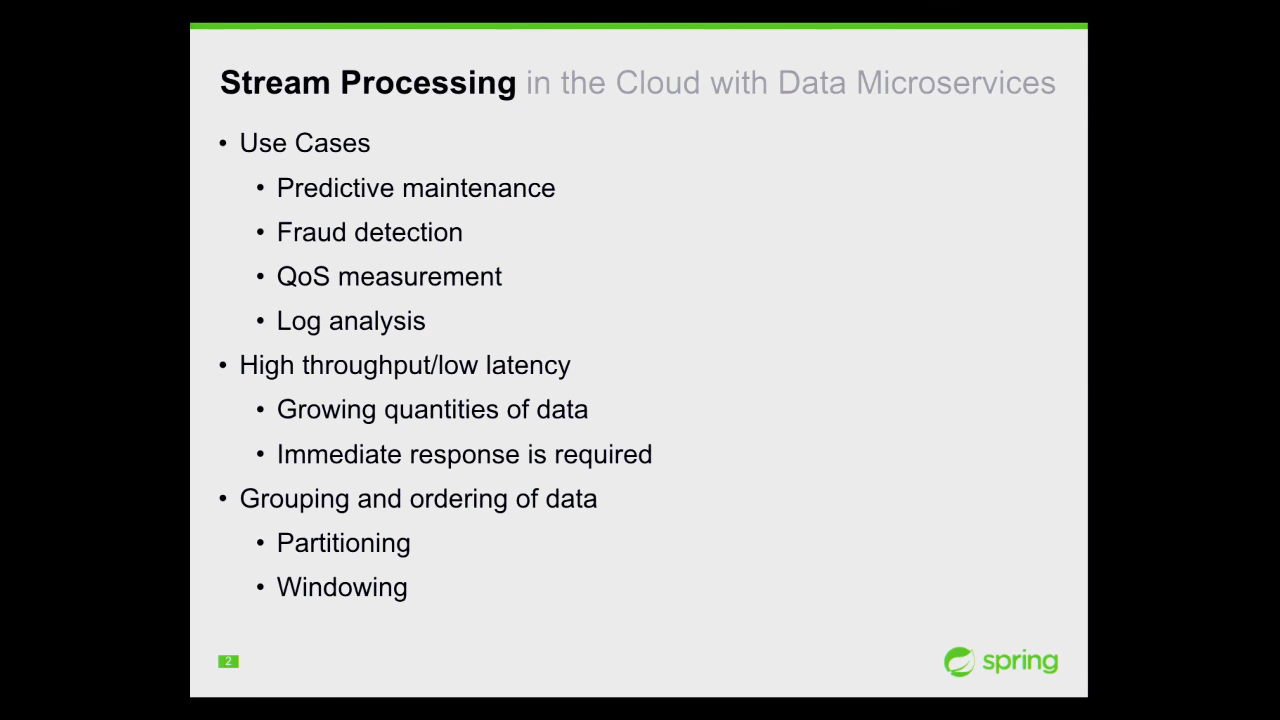 Stream Processing in the Cloud with Data Microservices
• Use Cases
• Predictive maintenance
• Fraud detection
• QoS measurement
• Log analysis
• High throughput/low latency
• Growing quantities of data
• Immediate response is required
• Grouping and ordering of data
• Partitioning
• Windowing
2
spring